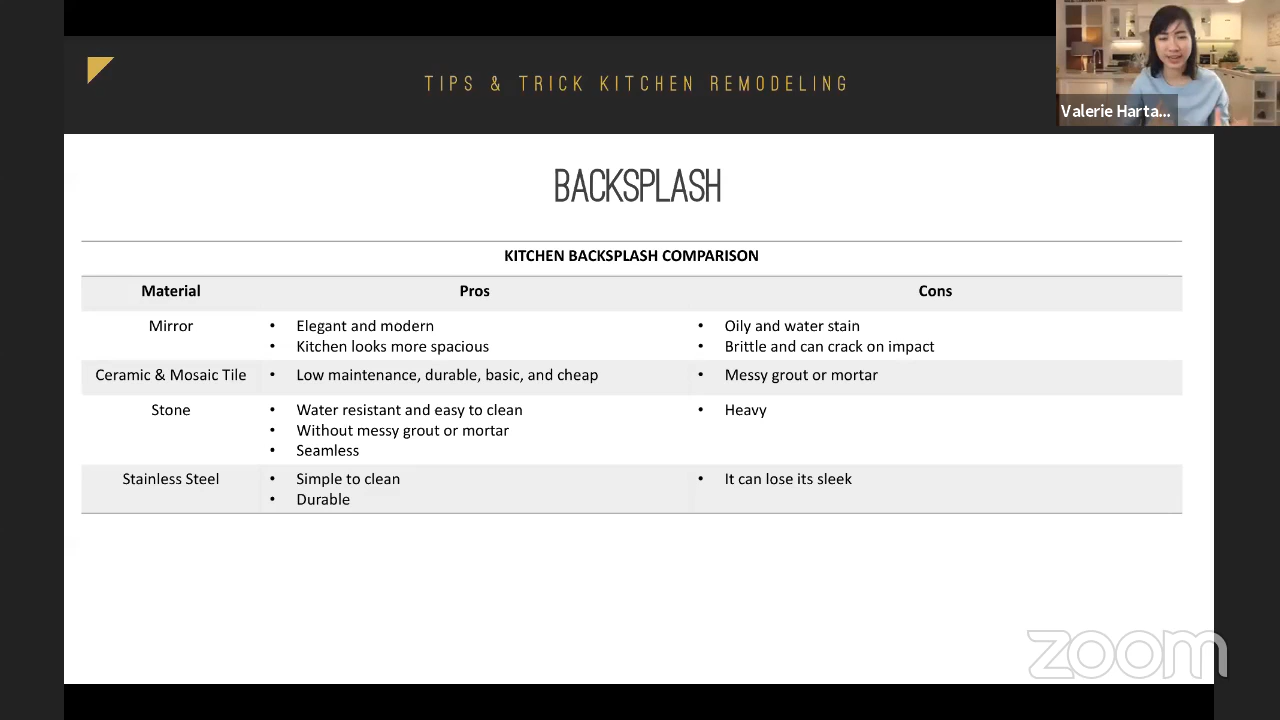 TIPS & TRICK KITCHEN REMODELING
Valerie Harta...
BACKSPLASH
KITCHEN BACKSPLASH COMPARISON
Material Pros Cons
Mirror
• Elegant and modern
• Kitchen looks more spacious
• Oily and water stain
• Brittle and can crack on impact
Ceramic & Mosaic Tile
• Low maintenance, durable, basic, and cheap
• Messy grout or mortar
Stone
• Water resistant and easy to clean
• Without messy grout or mortar
• Seamless
• Heavy
Stainless Steel
• Simple to clean
• Durable
• It can lose its sleek
zoom